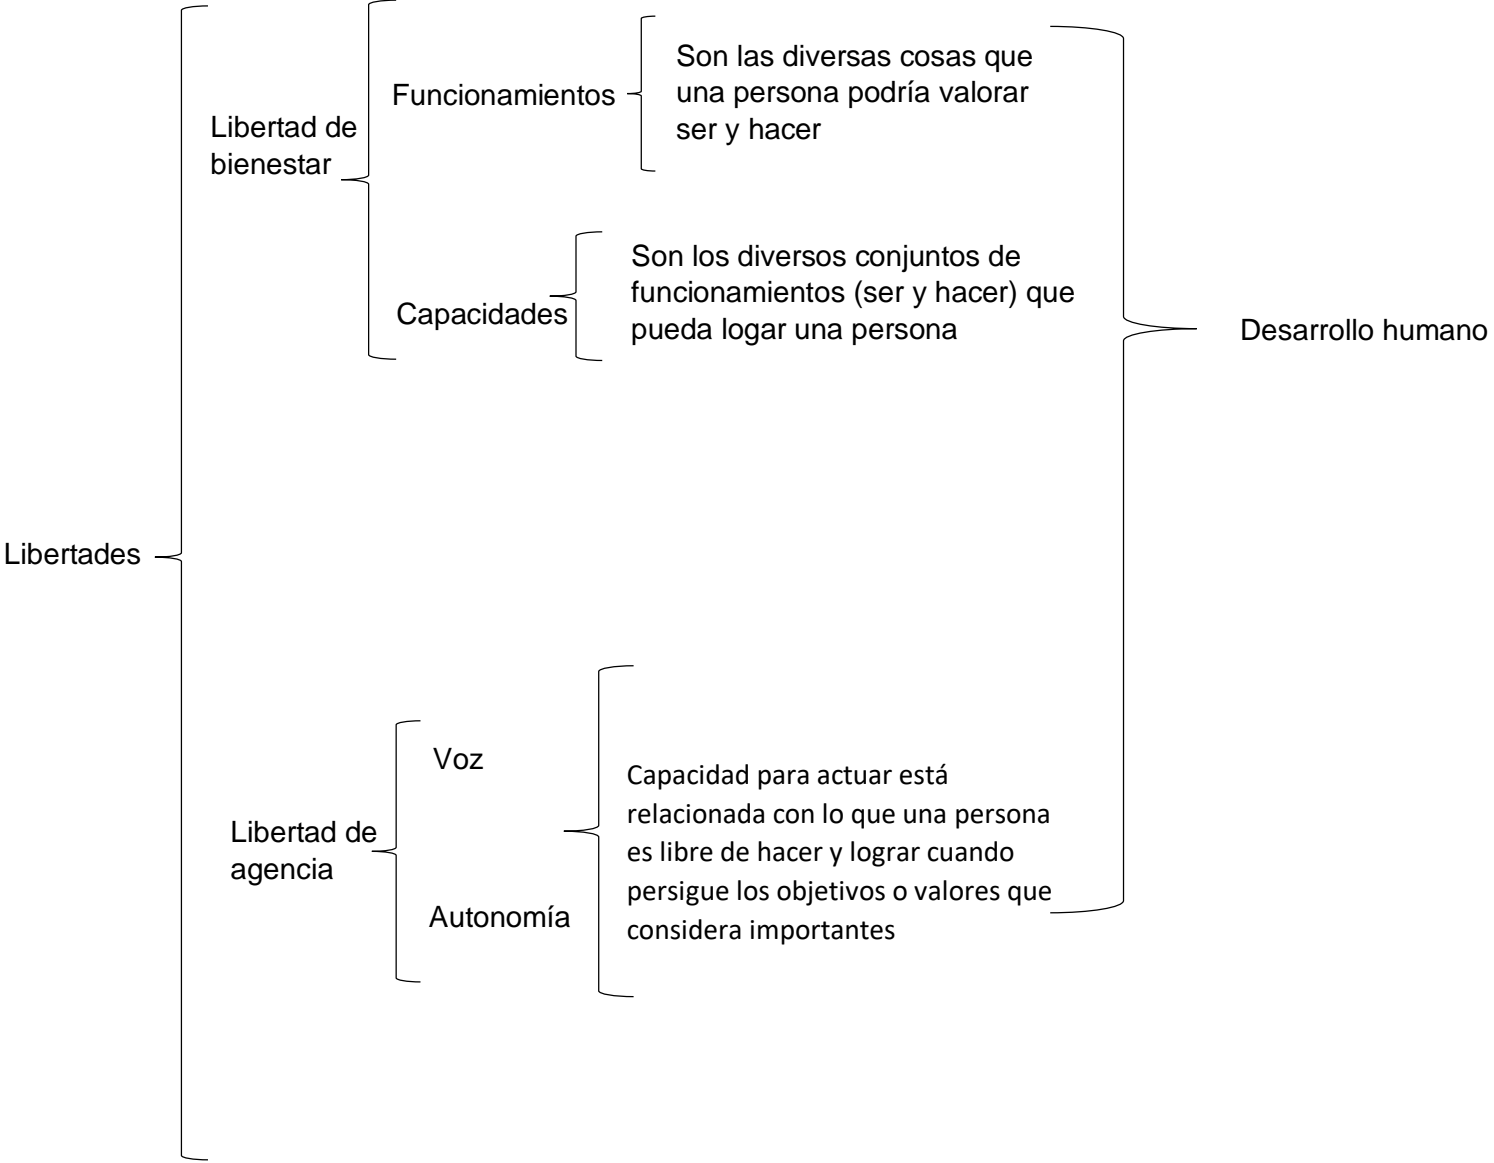 Libertades
Libertad de
bienestar
Funcionamientos
Son las diversas cosas que
una persona podría valorar
ser y hacer
Capacidades
Son los diversos conjuntos de
funcionamientos (ser y hacer) que
pueda logar una persona
Libertad de
agencia
Voz
Autonomía
Capacidad para actuar está
relacionada con lo que una persona
es libre de hacer y lograr cuando
persigue los objetivos o valores que
considera importantes
Desarrollo humano